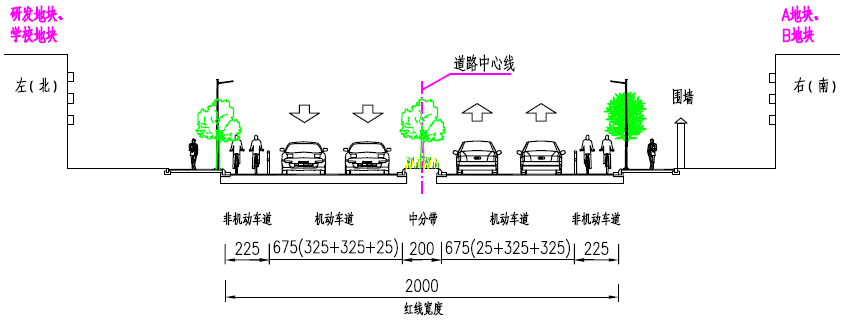 研发地块、
学校地块
A地块、
B地块
道路中心线
左(北)
右(南)
围墙
非机动车道 机动车道 中分带 机动车道 非机动车道
225 675(325+325+25) 200 675(25+325+325) 225
2000
红线宽度